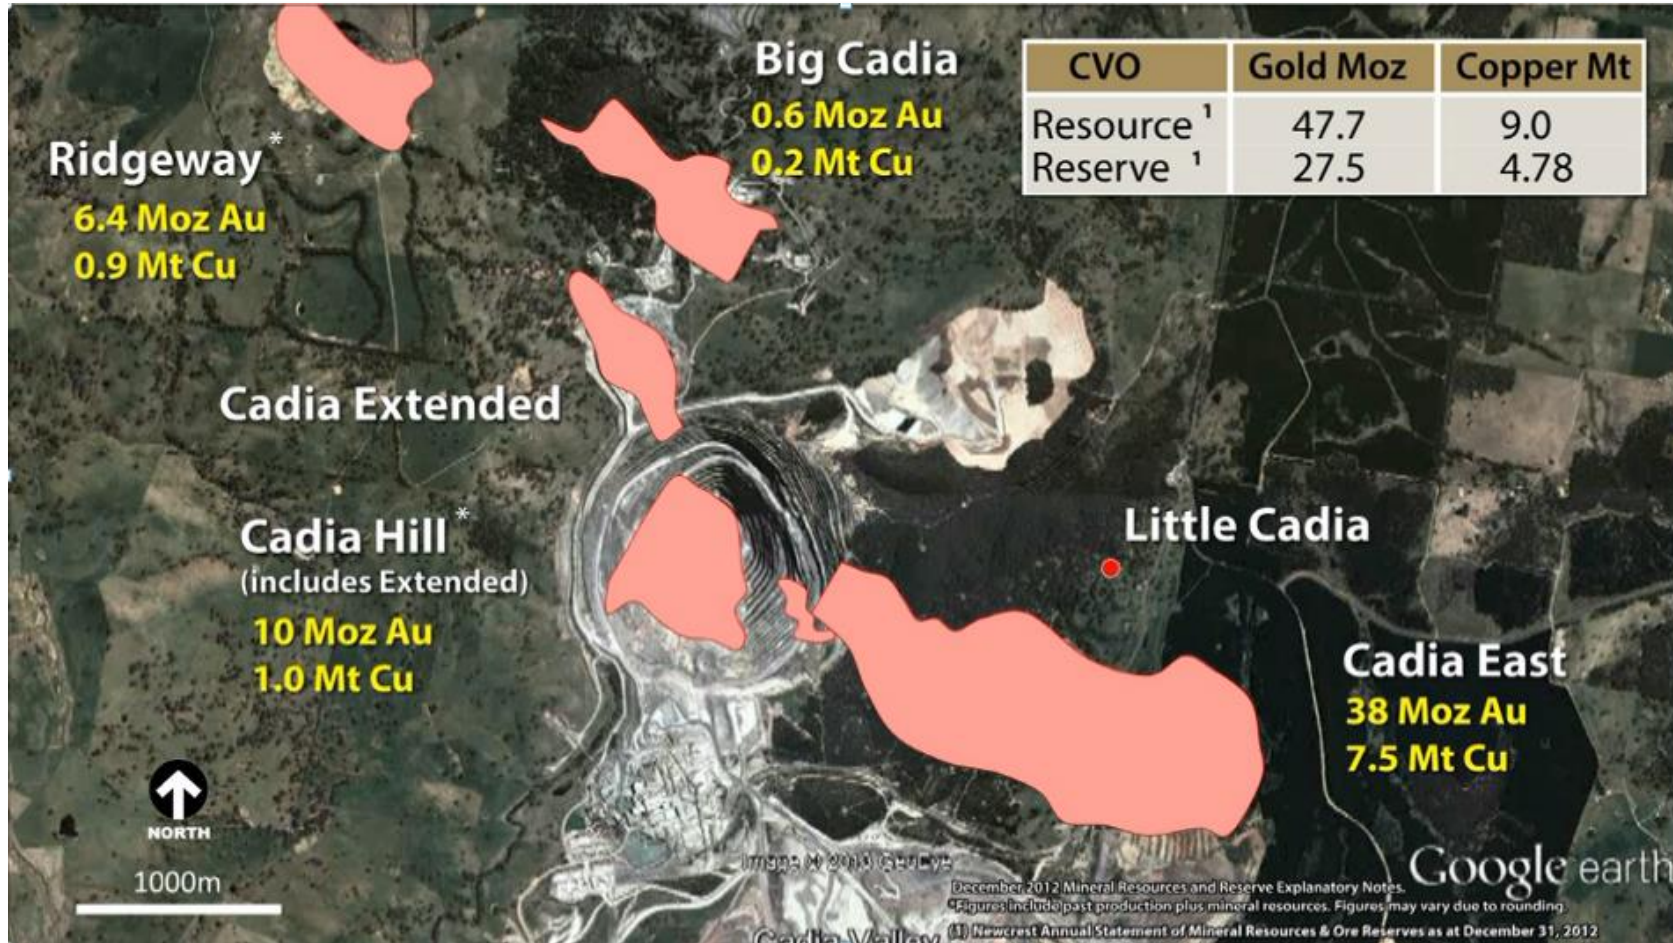 Big Cadia
0.6 Moz Au
0.2 Mt Cu
CVO Gold Moz Copper Mt
Resource ¹ 47.7 9.0
Reserve ¹ 27.5 4.78
Ridgeway*
6.4 Moz Au
0.9 Mt Cu
Cadia Extended
Cadia Hill*
(includes Extended)
10 Moz Au
1.0 Mt Cu
Little Cadia
Cadia East
38 Moz Au
7.5 Mt Cu
NORTH
1000m
Image © 2013 GeoEye
Google earth
December 2012 Mineral Resources and Reserve Explanatory Notes.
*Figures include past production plus mineral resources. Figures may vary due to rounding.
(1) Newcrest Annual Statement of Mineral Resources & Ore Reserves as at December 31, 2012
Cadia Valley